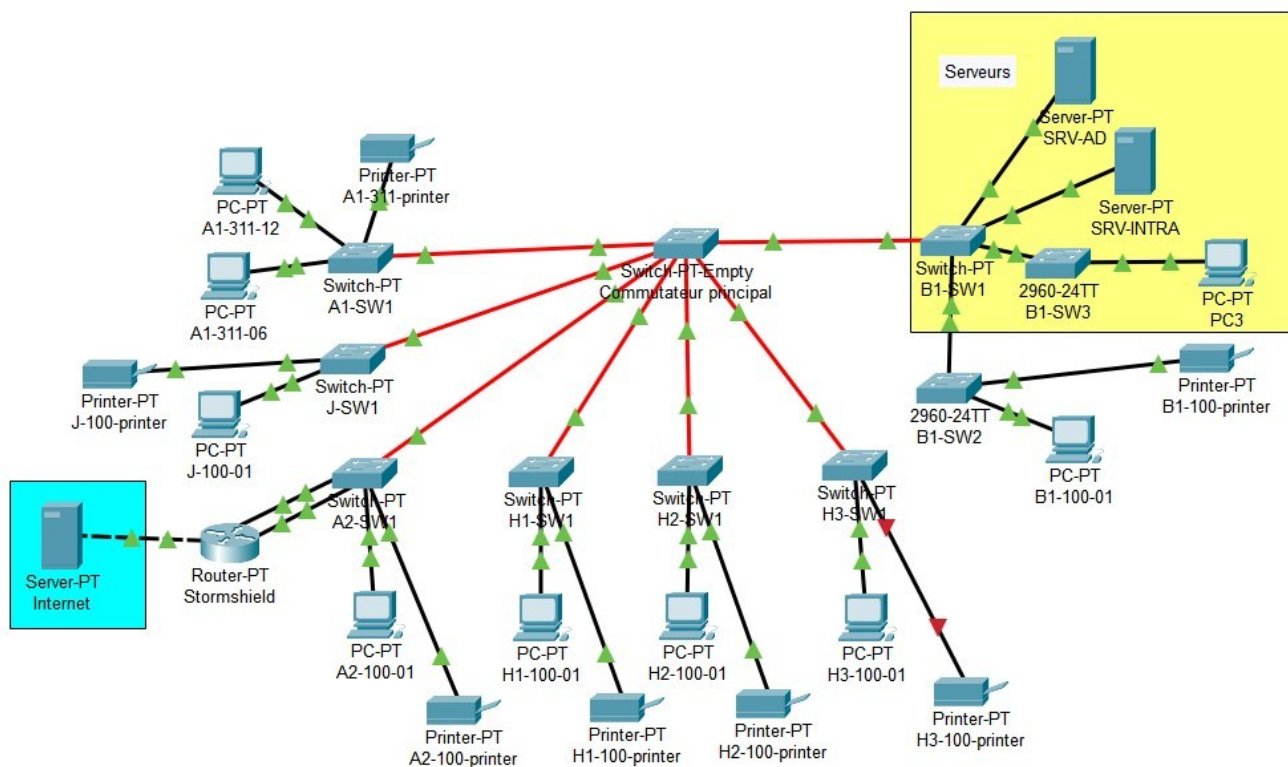 Serveurs
Server-PT
SRV-AD
Printer-PT
A1-311-printer
PC-PT
A1-311-12
Server-PT
SRV-INTRA
Switch-PT-Empty
Commutateur principal
Switch-PT
B1-SW1
2960-24TT
B1-SW3
PC-PT
PC3
Switch-PT
A1-SW1
PC-PT
A1-311-06
Printer-PT
J-100-printer
Switch-PT
J-SW1
PC-PT
J-100-01
2960-24TT
B1-SW2
Printer-PT
B1-100-printer
PC-PT
B1-100-01
Switch-PT
A2-SW1
Switch-PT
H1-SW1
Switch-PT
H2-SW1
Switch-PT
H3-SW1
Server-PT
Internet
Router-PT
Stormshield
PC-PT
A2-100-01
PC-PT
H1-100-01
PC-PT
H2-100-01
PC-PT
H3-100-01
Printer-PT
A2-100-printer
Printer-PT
H1-100-printer
Printer-PT
H2-100-printer
Printer-PT
H3-100-printer